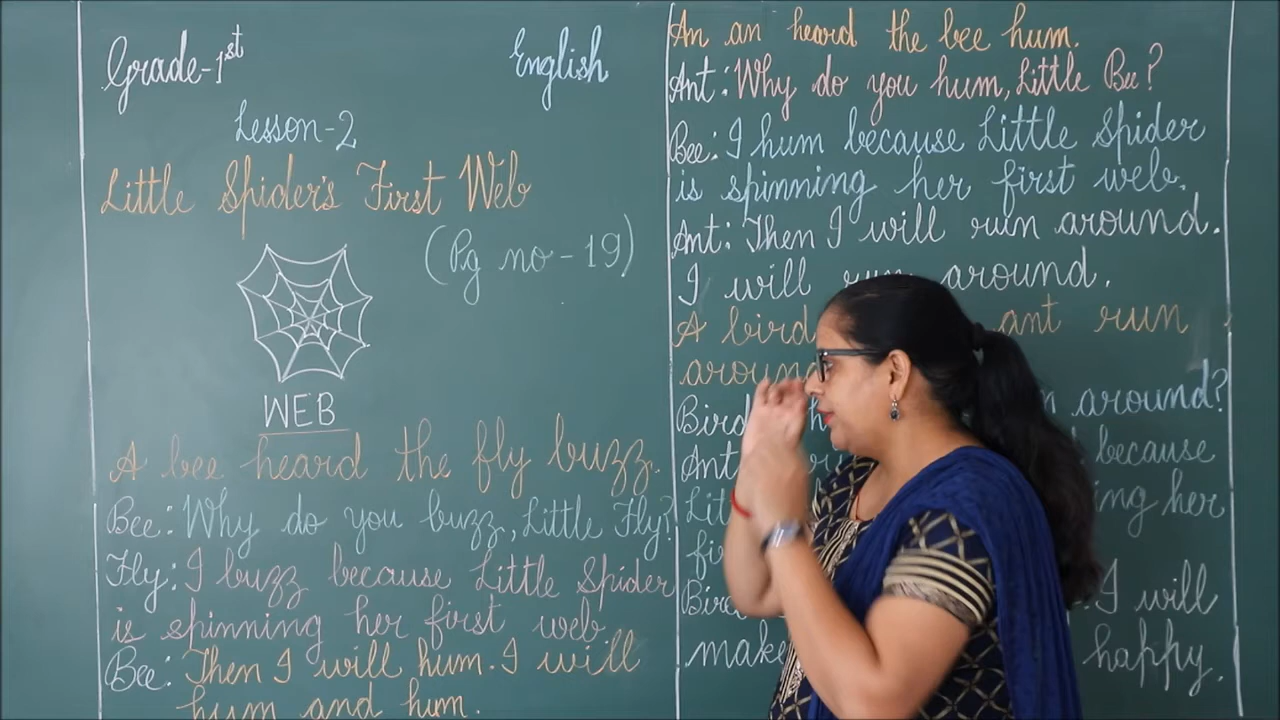 Grade-1st
English
Lesson-2
Little Spider's First Web
(Pg no-19)
WEB
A bee heard the fly buzz.
Bee: Why do you buzz, Little Fly?
Fly: I buzz because Little Spider
is spinning her first web.
Bee: Then I will hum. I will
hum and hum.
An an heard the bee hum.
Ant: Why do you hum, Little Bee?
Bee: I hum because Little Spider
is spinning her first web.
Ant: Then I will run around.
I will run around.
A bird ant run
around
Bird around?
Ant because
her
Bird I will
make happy.